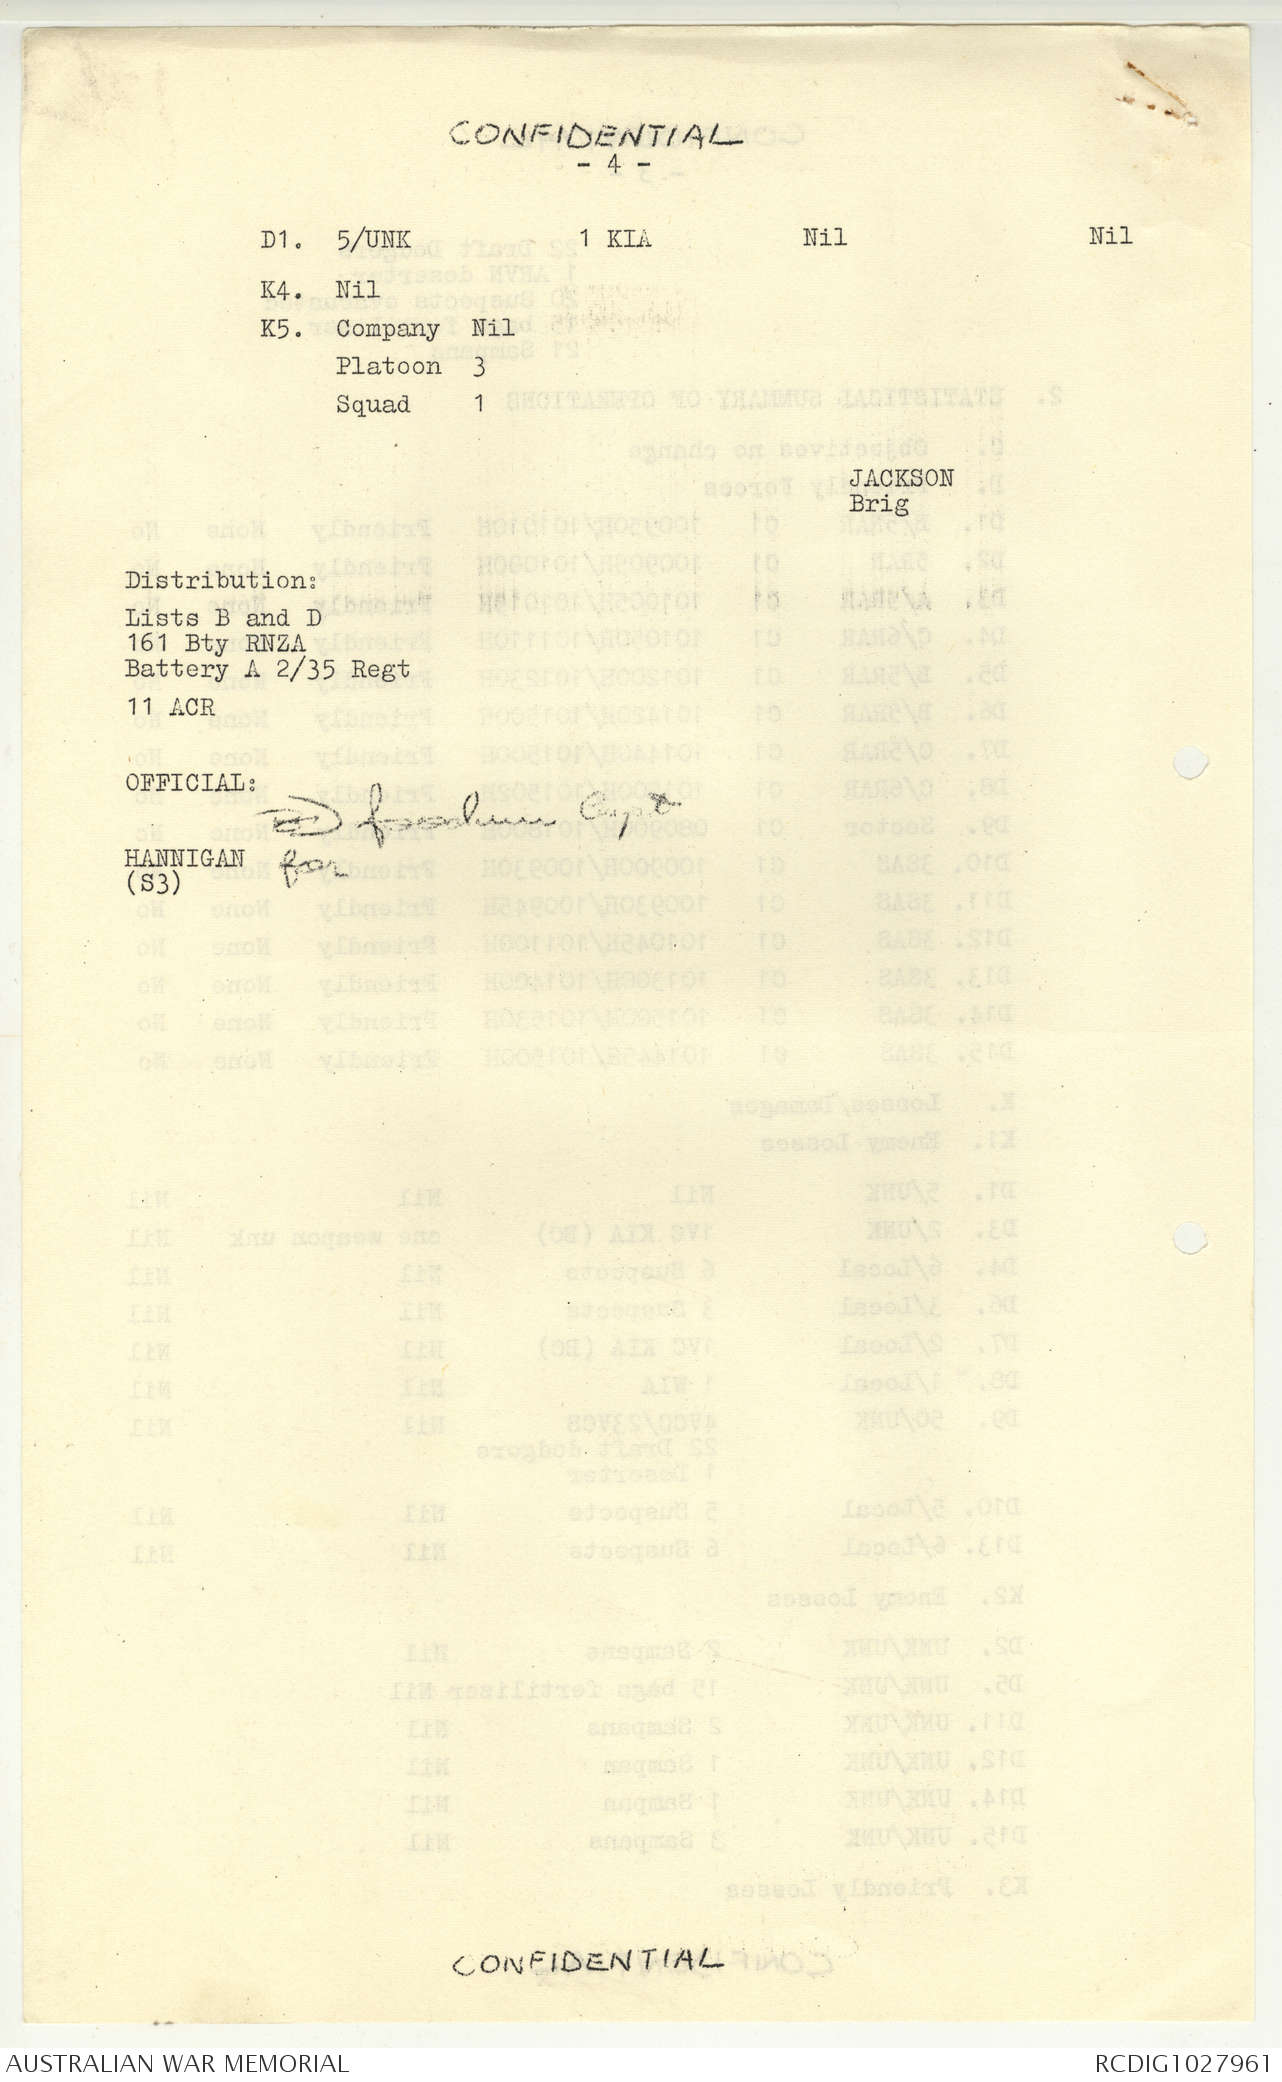 CONFIDENTIAL
- 4 -
D1. 5/UNK 1 KIA Nil Nil
K4. Nil
K5. Company Nil
Platoon 3
Squad 1
JACKSON
Brig
Distribution:
Lists B and D
161 Bty RNZA
Battery A 2/35 Regt
11 ACR
OFFICIAL:
Capt
HANNIGAN for
(S3)
CONFIDENTIAL
AUSTRALIAN WAR MEMORIAL
RCDIG1027961